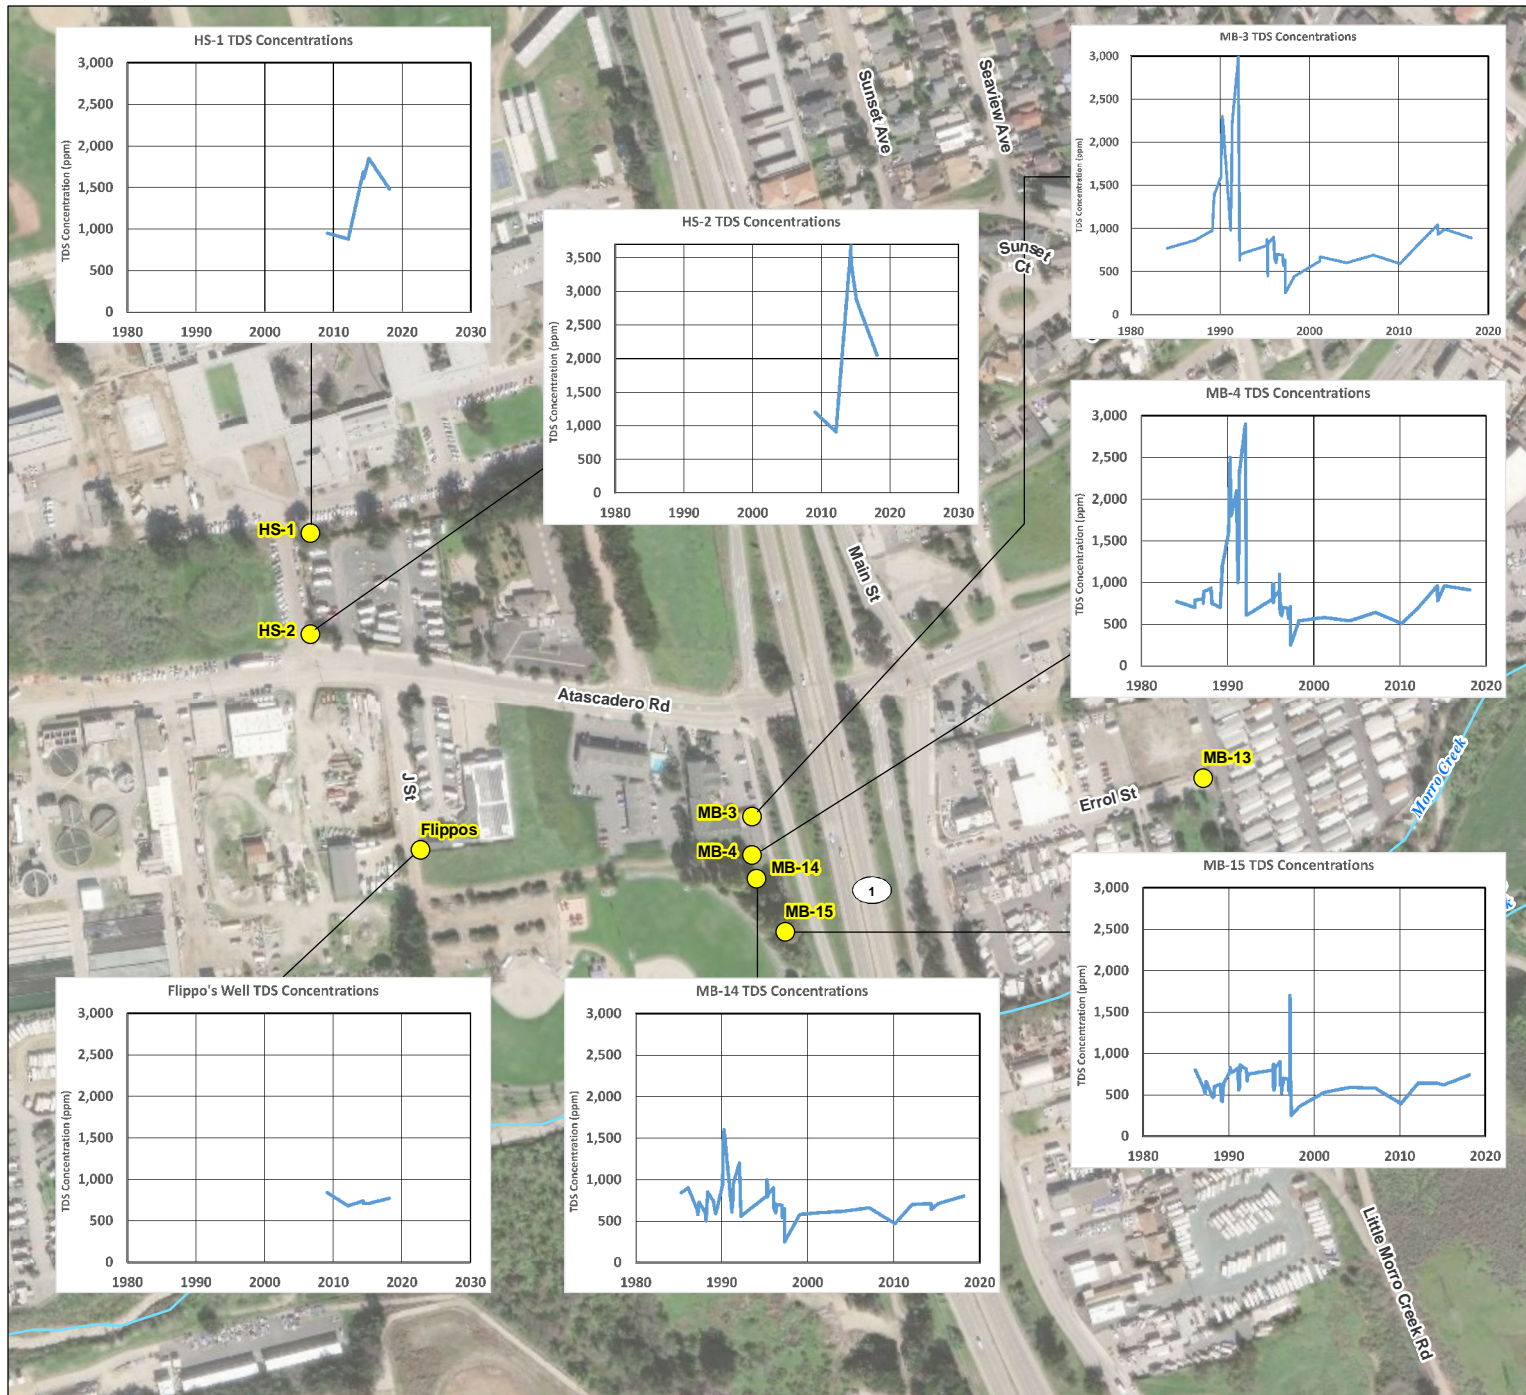 HS-1 TDS Concentrations
TDS Concentration (ppm)
3,000
2,500
2,000
1,500
1,000
500
0
1980 1990 2000 2010 2020 2030
HS-2 TDS Concentrations
TDS Concentration (ppm)
3,500
3,000
2,500
2,000
1,500
1,000
500
0
1980 1990 2000 2010 2020 2030
MB-3 TDS Concentrations
TDS Concentration (ppm)
3,000
2,500
2,000
1,500
1,000
500
0
1980 1990 2000 2010 2020
MB-4 TDS Concentrations
TDS Concentration (ppm)
3,000
2,500
2,000
1,500
1,000
500
0
1980 1990 2000 2010 2020
Sunset Ave
Seaview Ave
Sunset
Ct
HS-1
HS-2
Main St
Atascadero Rd
J St
Flippos
MB-3
MB-4
MB-14
MB-15
1
MB-13
Errol St
Morro Creek
MB-15 TDS Concentrations
TDS Concentration (ppm)
3,000
2,500
2,000
1,500
1,000
500
0
1980 1990 2000 2010 2020
Flippo's Well TDS Concentrations
TDS Concentration (ppm)
3,000
2,500
2,000
1,500
1,000
500
0
1980 1990 2000 2010 2020 2030
MB-14 TDS Concentrations
TDS Concentration (ppm)
3,000
2,500
2,000
1,500
1,000
500
0
1980 1990 2000 2010 2020
Little Morro Creek Rd